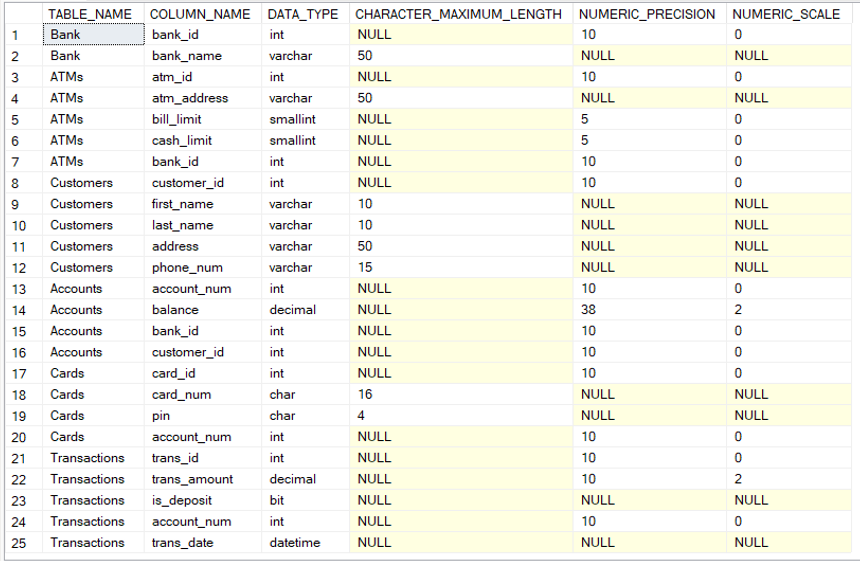 TABLE_NAME COLUMN_NAME DATA_TYPE CHARACTER_MAXIMUM_LENGTH NUMERIC_PRECISION NUMERIC_SCALE
1 Bank bank_id int NULL 10 0
2 Bank bank_name varchar 50 NULL NULL
3 ATMs atm_id int NULL 10 0
4 ATMs atm_address varchar 50 NULL NULL
5 ATMs bill_limit smallint NULL 5 0
6 ATMs cash_limit smallint NULL 5 0
7 ATMs bank_id int NULL 10 0
8 Customers customer_id int NULL 10 0
9 Customers first_name varchar 10 NULL NULL
10 Customers last_name varchar 10 NULL NULL
11 Customers address varchar 50 NULL NULL
12 Customers phone_num varchar 15 NULL NULL
13 Accounts account_num int NULL 10 0
14 Accounts balance decimal NULL 38 2
15 Accounts bank_id int NULL 10 0
16 Accounts customer_id int NULL 10 0
17 Cards card_id int NULL 10 0
18 Cards card_num char 16 NULL NULL
19 Cards pin char 4 NULL NULL
20 Cards account_num int NULL 10 0
21 Transactions trans_id int NULL 10 0
22 Transactions trans_amount decimal NULL 10 2
23 Transactions is_deposit bit NULL NULL NULL
24 Transactions account_num int NULL 10 0
25 Transactions trans_date datetime NULL NULL NULL